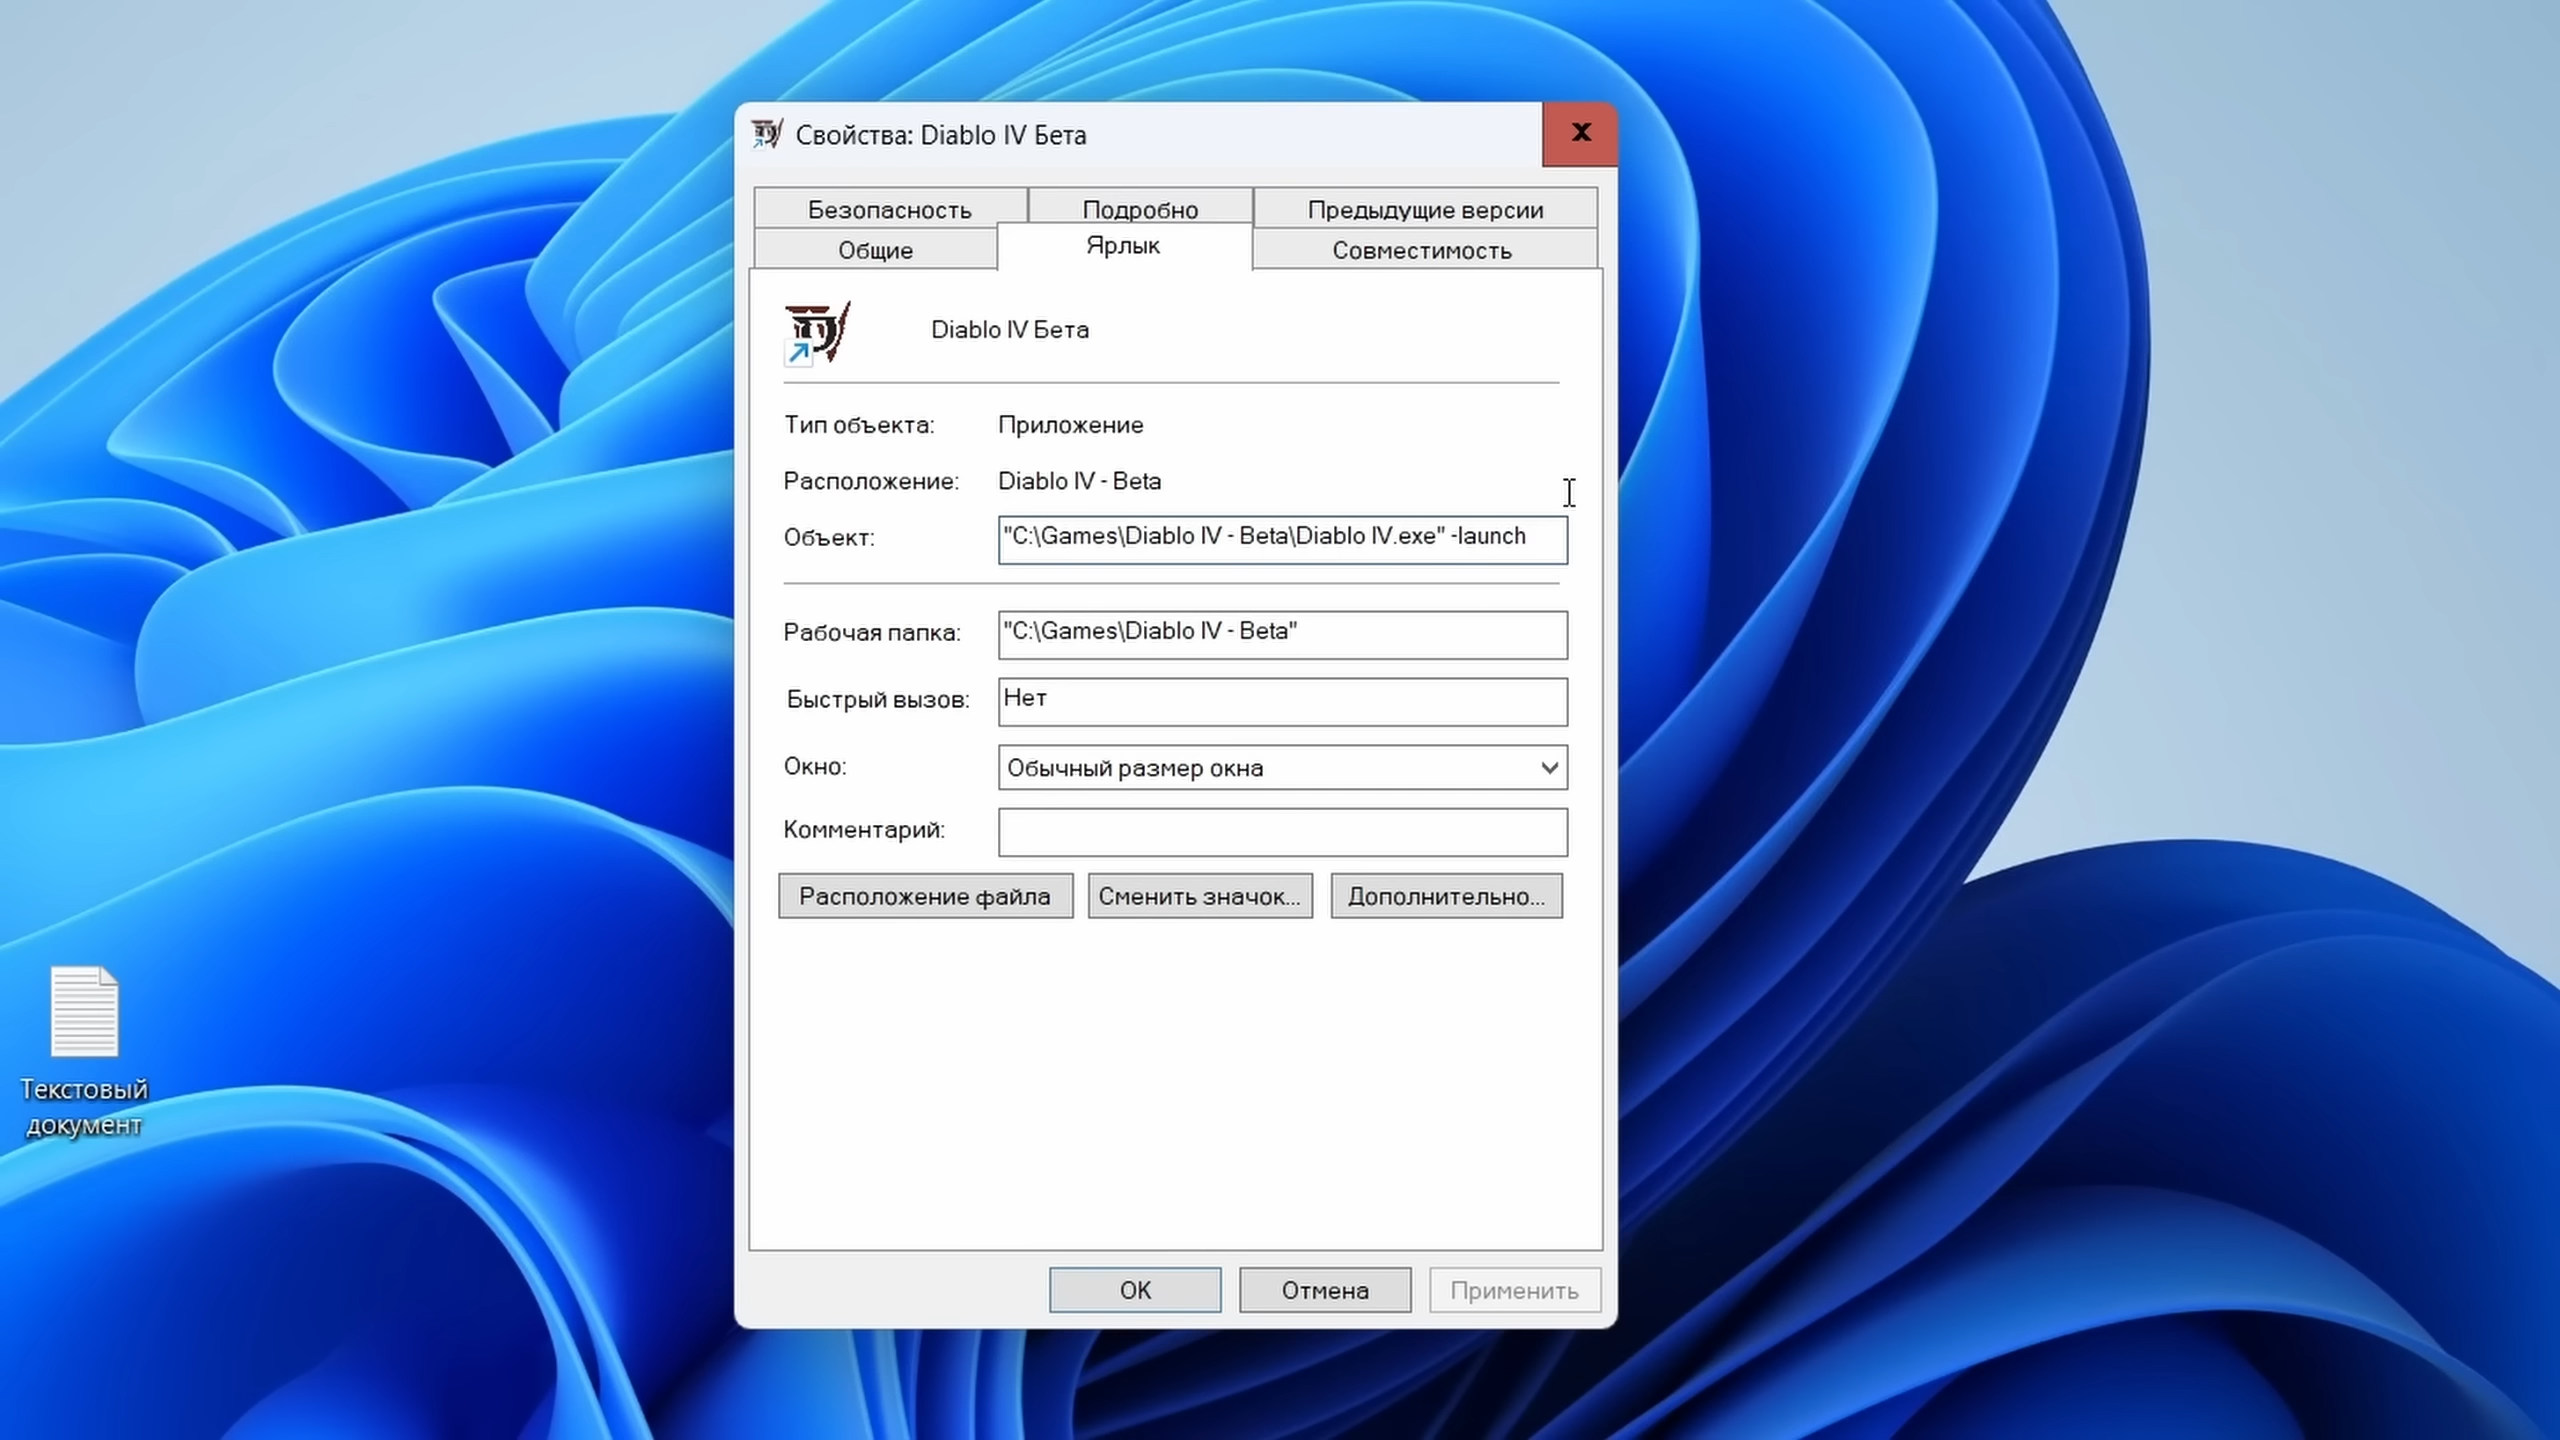 Свойства: Diablo IV Бета
x
Безопасность
Подробно
Предыдущие версии
Общие
Ярлык
Совместимость
Diablo IV Бета
Тип объекта: Приложение
Расположение: Diablo IV - Beta
Объект: "C:\Games\Diablo IV - Beta\Diablo IV.exe" -launch
Рабочая папка: "C:\Games\Diablo IV - Beta"
Быстрый вызов: Нет
Окно: Обычный размер окна
Комментарий:
Расположение файла
Сменить значок...
Дополнительно...
Текстовый
документ
OK
Отмена
Применить